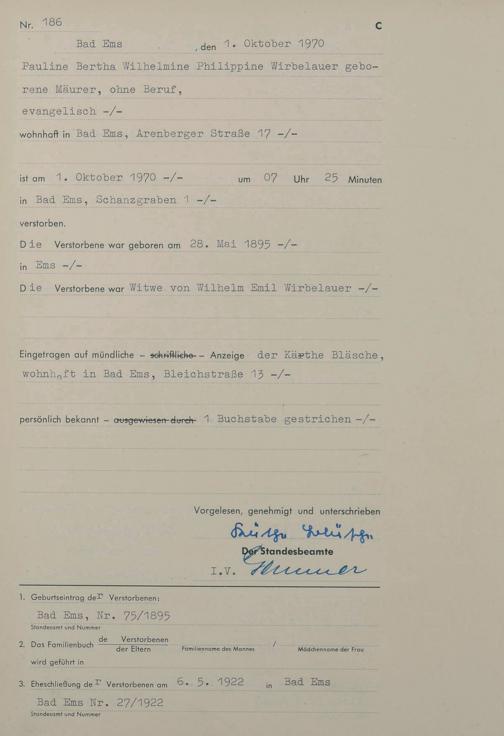 Nr. 186 C
Bad Ems , den 1. Oktober 1970
Pauline Bertha Wilhelmine Philippine Wirbelauer gebo-
rene Mäurer, ohne Beruf,
evangelisch -/-
wohnhaft in Bad Ems, Arenberger Straße 17 -/-
ist am 1. Oktober 1970 -/- um 07 Uhr 25 Minuten
in Bad Ems, Schanzgraben 1 -/-
verstorben.
Die Verstorbene war geboren am 28. Mai 1895 -/-
in Ems -/-
Die Verstorbene war Witwe von Wilhelm Emil Wirbelauer -/-
Eingetragen auf mündliche – schriftliche – Anzeige der Käthe Bläsche,
wohnhaft in Bad Ems, Bleichstraße 13 -/-
persönlich bekannt – ausgewiesen durch 1 Buchstabe gestrichen -/-
Vorgelesen, genehmigt und unterschrieben
Der Standesbeamte
I.V.
1. Geburtseintrag der Verstorbenen:
Bad Ems, Nr. 75/1895
Standesamt und Nummer
2. Das Familienbuch de Verstorbenen
der Eltern Familienname des Mannes / Mädchenname der Frau
wird geführt in
3. Eheschließung der Verstorbenen am 6. 5. 1922 in Bad Ems
Bad Ems Nr. 27/1922
Standesamt und Nummer